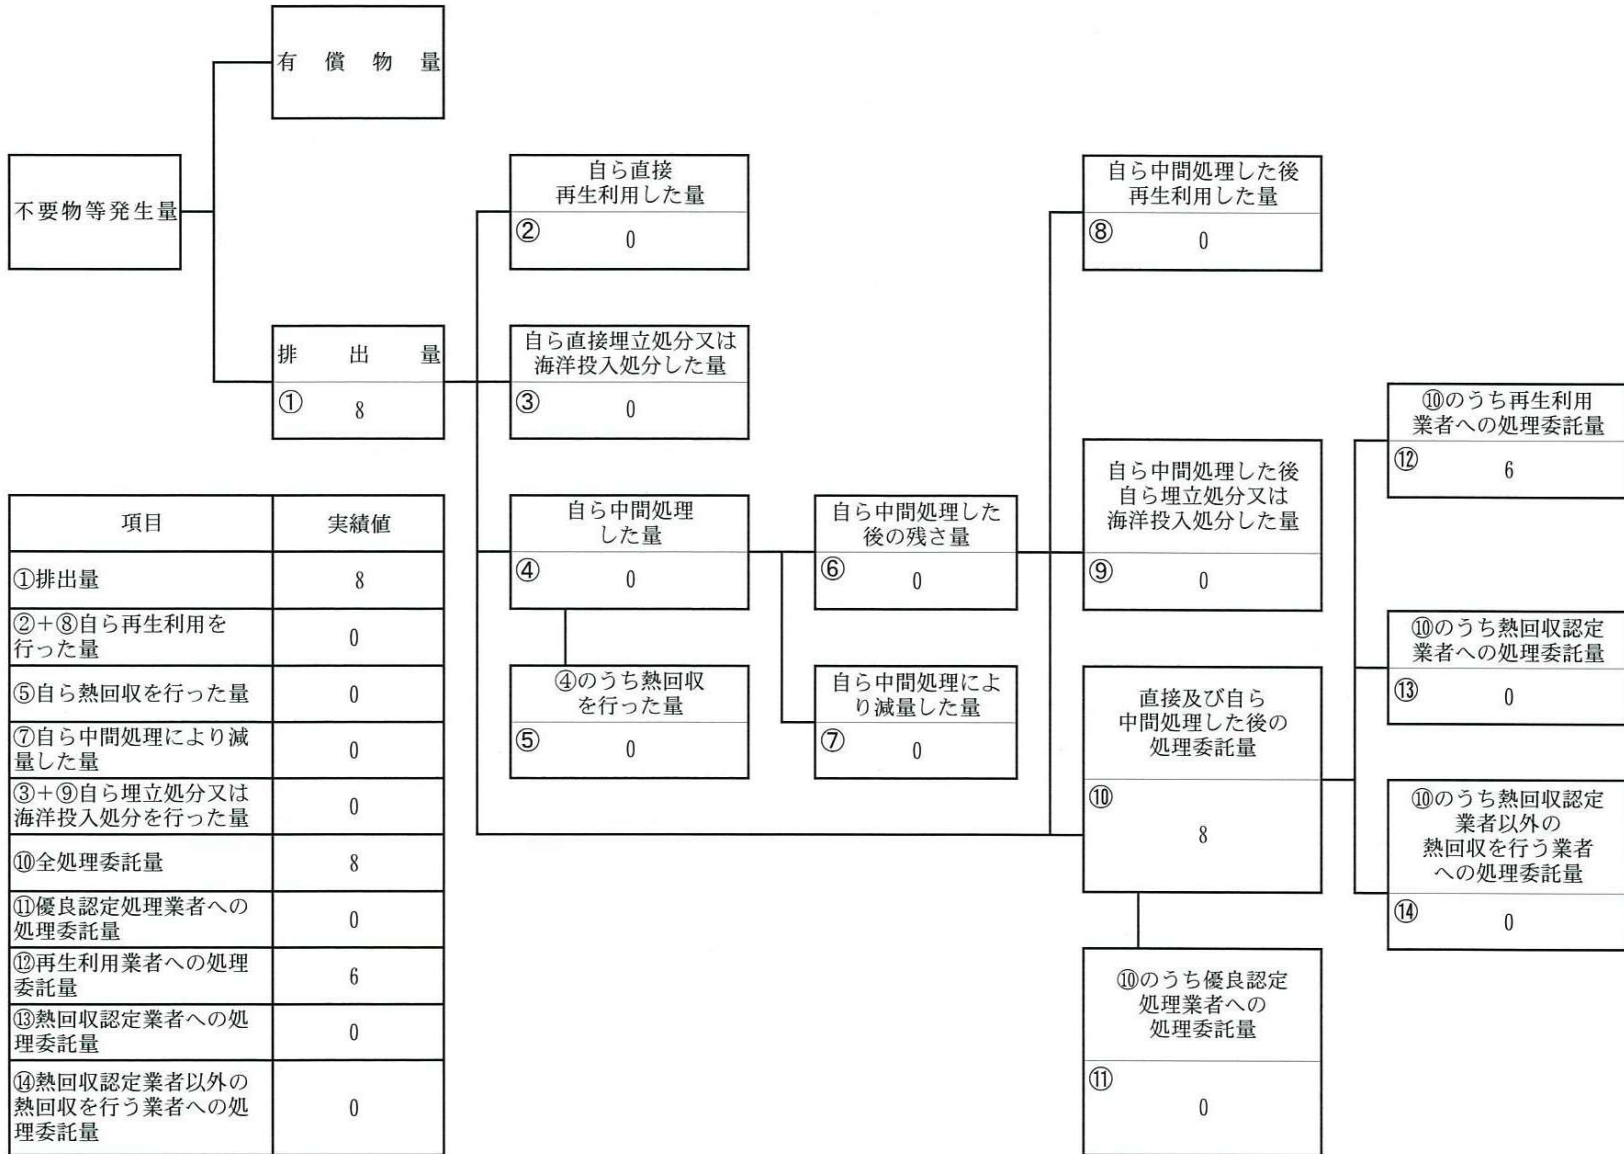 有償物量
不要物等発生量
排出量
① 8
自ら直接
再生利用した量
② 0
自ら直接埋立処分又は
海洋投入処分した量
③ 0
自ら中間処理
した量
④ 0
④のうち熱回収
を行った量
⑤ 0
自ら中間処理した
後の残さ量
⑥ 0
自ら中間処理によ
り減量した量
⑦ 0
自ら中間処理した後
再生利用した量
⑧ 0
自ら中間処理した後
自ら埋立処分又は
海洋投入処分した量
⑨ 0
直接及び自ら
中間処理した後の
処理委託量
⑩
8
⑩のうち優良認定
処理業者への
処理委託量
⑪
0
⑩のうち再生利用
業者への処理委託量
⑫ 6
⑩のうち熱回収認定
業者への処理委託量
⑬ 0
⑩のうち熱回収認定
業者以外の
熱回収を行う業者
への処理委託量
⑭ 0
項目 実績値
①排出量 8
②+⑧自ら再生利用を
行った量 0
⑤自ら熱回収を行った量 0
⑦自ら中間処理により減
量した量 0
③+⑨自ら埋立処分又は
海洋投入処分を行った量 0
⑩全処理委託量 8
⑪優良認定処理業者への
処理委託量 0
⑫再生利用業者への処理
委託量 6
⑬熱回収認定業者への処
理委託量 0
⑭熱回収認定業者以外の
熱回収を行う業者への処
理委託量 0